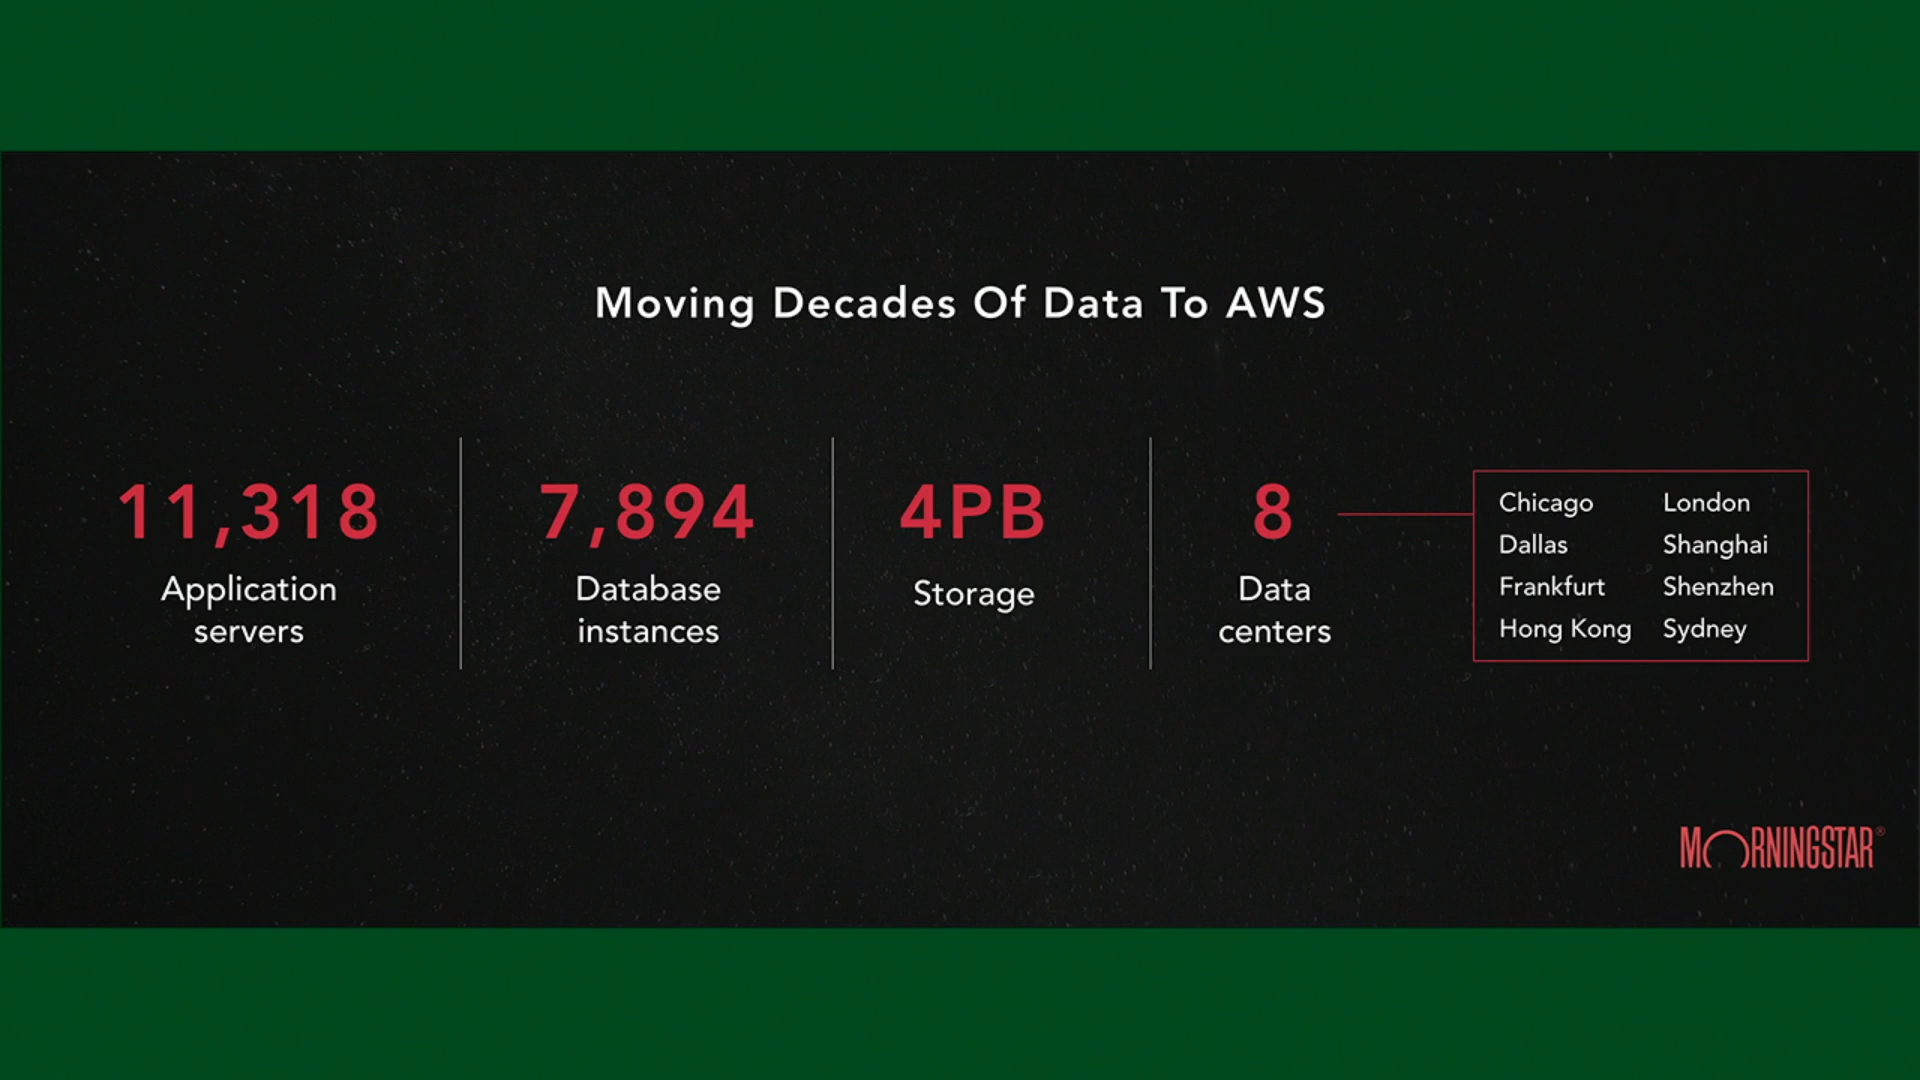 Moving Decades Of Data To AWS
11,318
Application
servers
7,894
Database
instances
4PB
Storage
8
Data
centers
Chicago
Dallas
Frankfurt
Hong Kong
London
Shanghai
Shenzhen
Sydney
MORNINGSTAR®